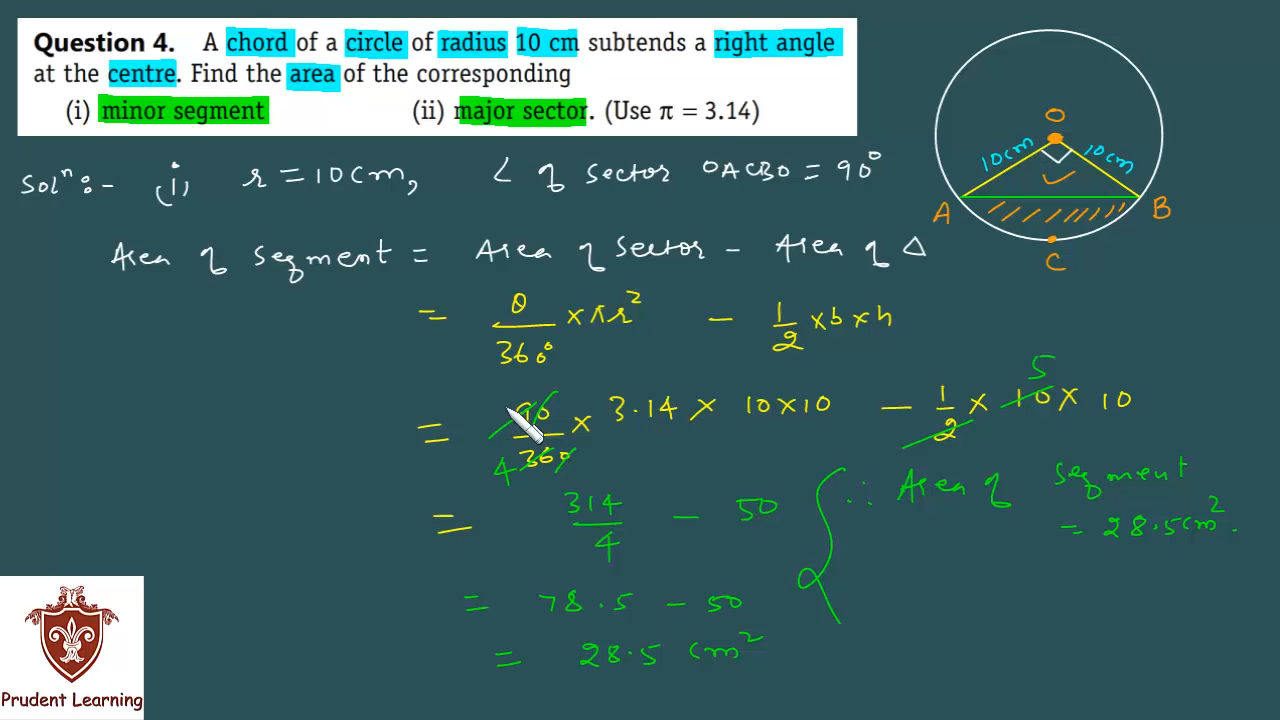 Question 4. A chord of a circle of radius 10 cm subtends a right angle
at the centre. Find the area of the corresponding
(i) minor segment (ii) major sector. (Use π = 3.14)
Solⁿ:- (i) r = 10cm, ∠ of sector OACBO = 90°
Area of segment = Area of Sector - Area of △
= θ/360° × πr² - 1/2 × b × h
= 90/360 × 3.14 × 10×10 - 1/2 × 10 × 10
4
5
= 314/4 - 50
= 78.5 - 50
= 28.5 cm²
∴ Area of segment
= 28.5cm².
O
10cm 10cm
A B
C
Prudent Learning